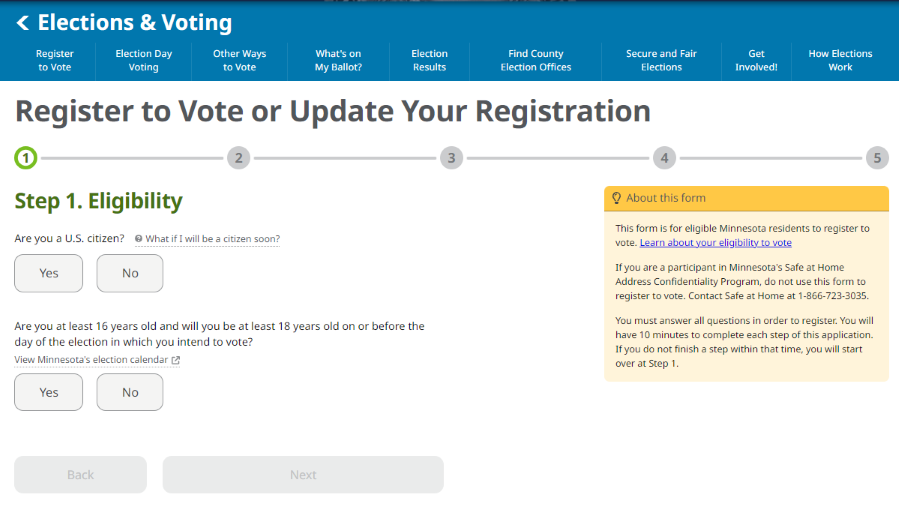 Elections & Voting
Register
to Vote
Election Day
Voting
Other Ways
to Vote
What's on
My Ballot?
Election
Results
Find County
Election Offices
Secure and Fair
Elections
Get
Involved!
How Elections
Work
Register to Vote or Update Your Registration
1
2
3
4
5
Step 1. Eligibility
Are you a U.S. citizen? What if I will be a citizen soon?
Yes
No
Are you at least 16 years old and will you be at least 18 years old on or before the
day of the election in which you intend to vote?
View Minnesota's election calendar
Yes
No
Back
Next
About this form
This form is for eligible Minnesota residents to register to
vote. Learn about your eligibility to vote
If you are a participant in Minnesota's Safe at Home
Address Confidentiality Program, do not use this form to
register to vote. Contact Safe at Home at 1-866-723-3035.
You must answer all questions in order to register. You will
have 10 minutes to complete each step of this application.
If you do not finish a step within that time, you will start
over at Step 1.